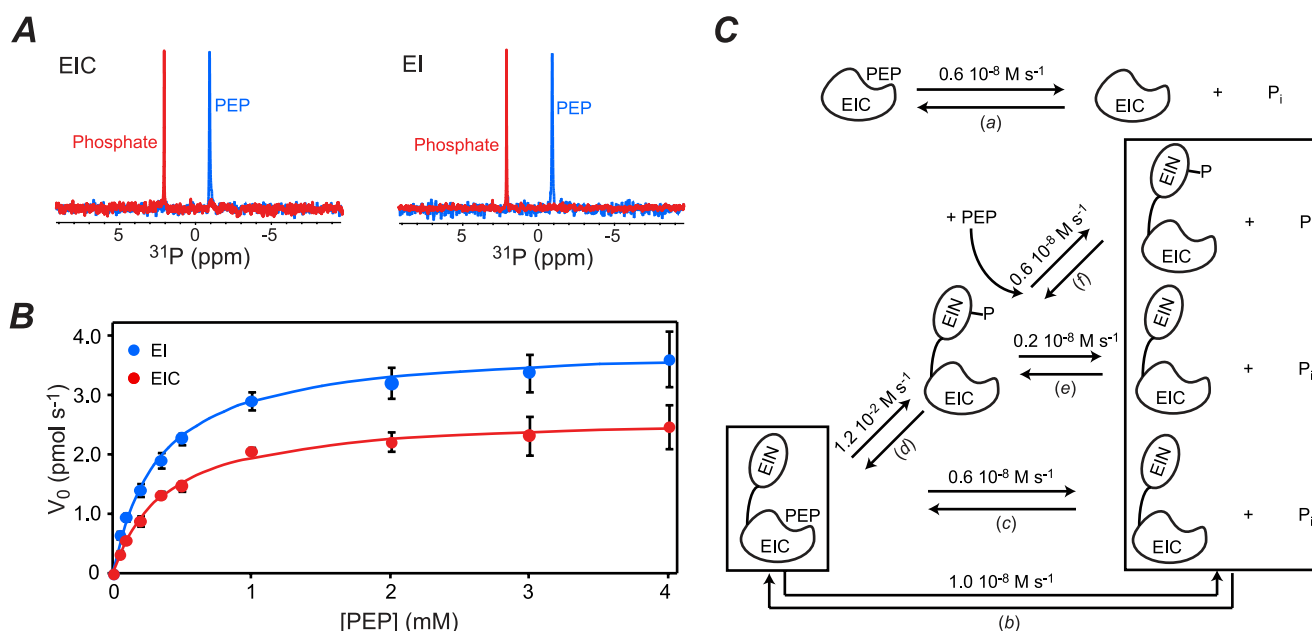 A
EIC
Phosphate
PEP
5
0
-5
31P (ppm)
EI
Phosphate
PEP
5
0
-5
31P (ppm)
B
EI
EIC
4.0
3.0
2.0
1.0
0
V0 (pmol s-1)
0
1
2
3
4
[PEP] (mM)
C
PEP
EIC
0.6 10-8 M s-1
(a)
EIC
+
Pi
EIN
P
EIC
+
P
+ PEP
0.6 10-8 M s-1
(f)
EIN
P
EIC
0.2 10-8 M s-1
(e)
EIN
EIC
+
Pi
1.2 10-2 M s-1
(d)
EIN
PEP
EIC
0.6 10-8 M s-1
(c)
EIN
EIC
+
Pi
1.0 10-8 M s-1
(b)